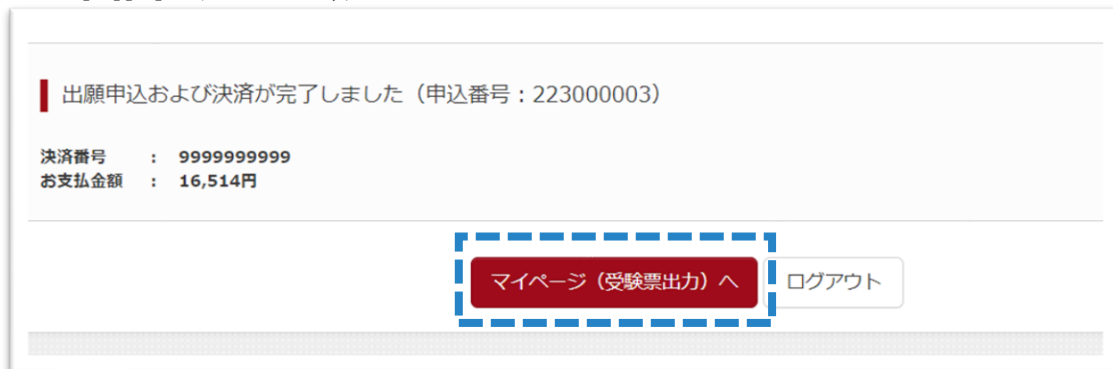 出願申込および決済が完了しました（申込番号：223000003）
決済番号 : 9999999999
お支払金額 : 16,514円
マイページ（受験票出力）へ ログアウト